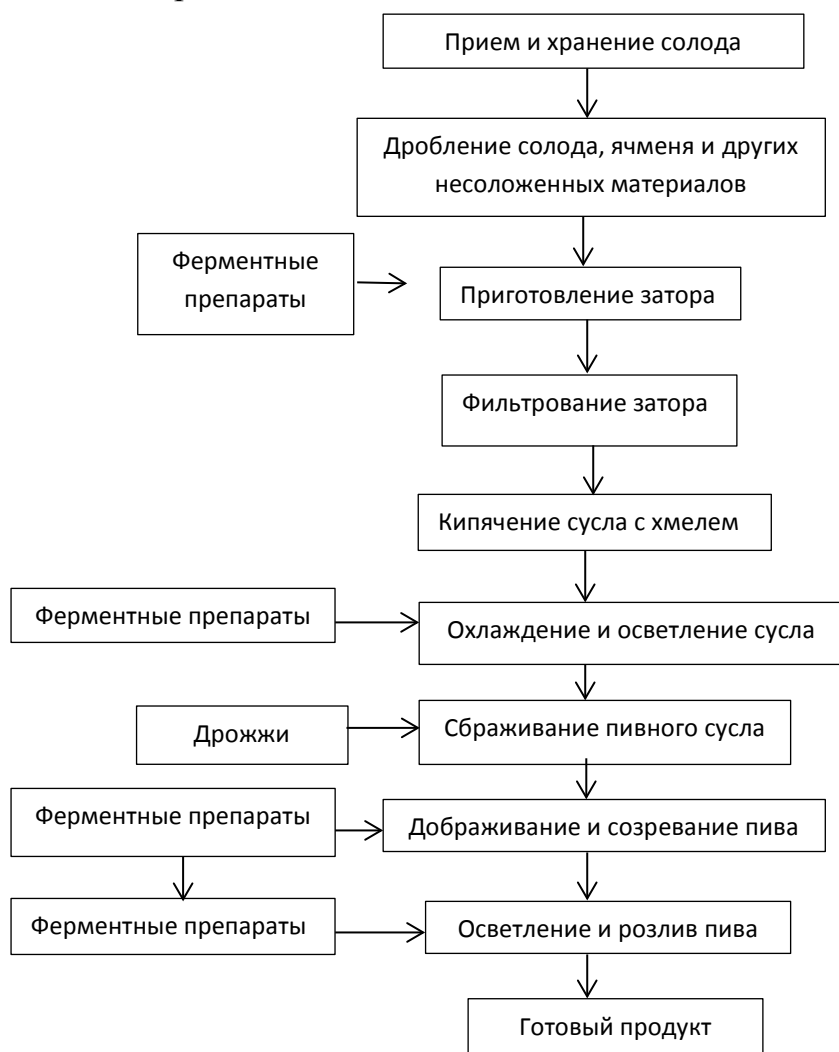 Прием и хранение солода
Дробление солода, ячменя и других
несоложенных материалов
Ферментные
препараты
Приготовление затора
Фильтрование затора
Кипячение сусла с хмелем
Ферментные препараты
Охлаждение и осветление сусла
Дрожжи
Сбраживание пивного сусла
Ферментные препараты
Дображивание и созревание пива
Ферментные препараты
Осветление и розлив пива
Готовый продукт